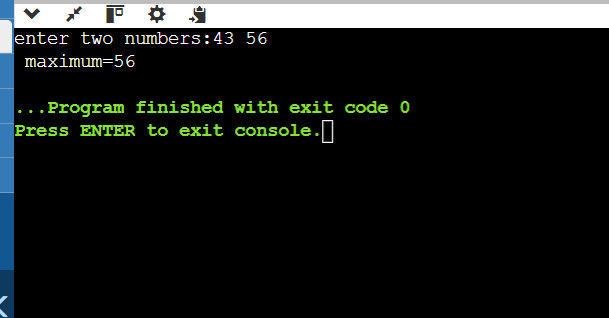 enter two numbers:43 56
maximum=56
...Program finished with exit code 0
Press ENTER to exit console.